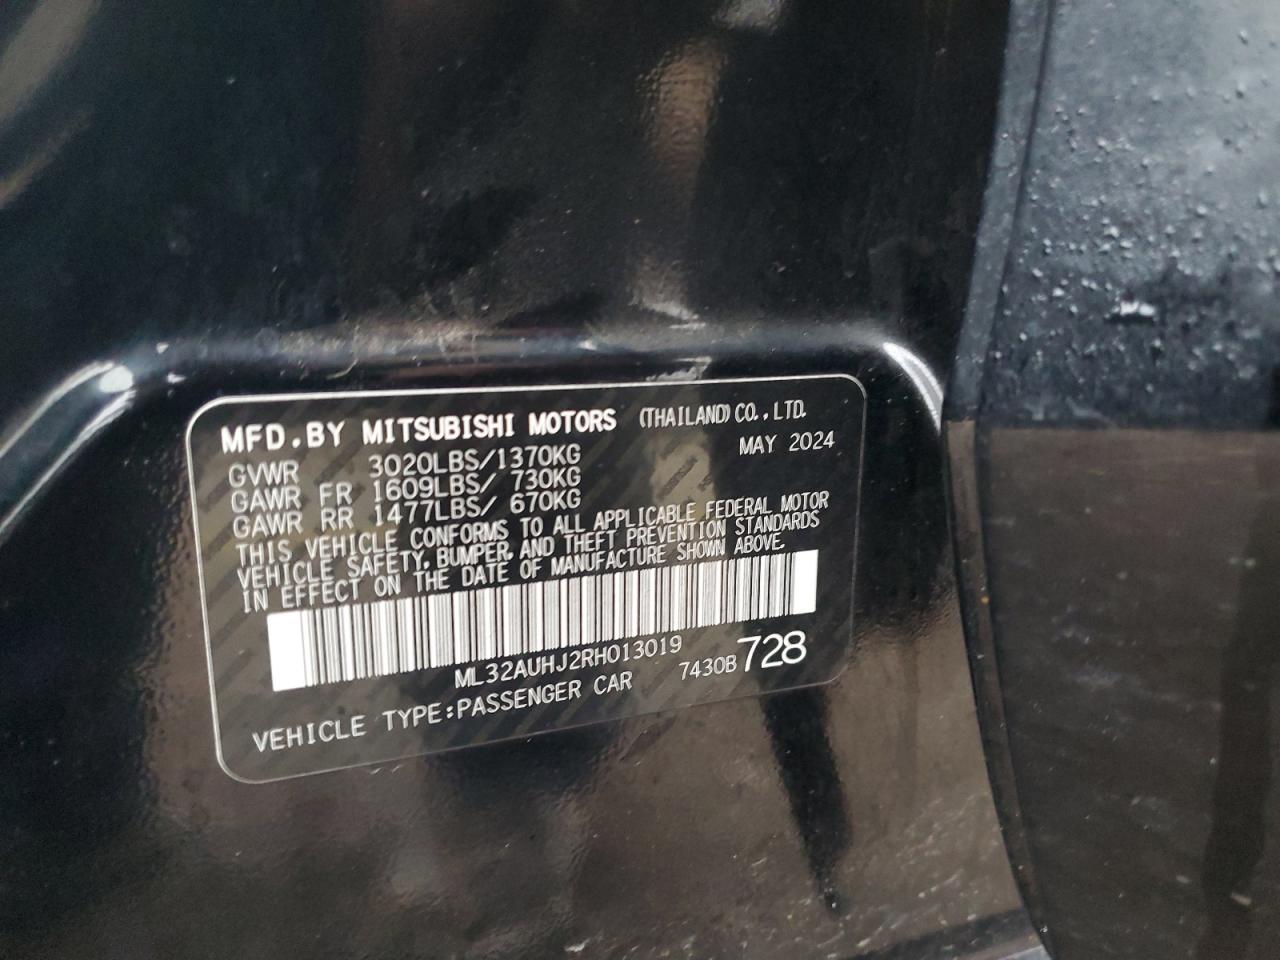 MFD.BY MITSUBISHI MOTORS (THAILAND) CO.,LTD.
MAY 2024
GVWR 3020LBS/1370KG
GAWR FR 1609LBS/ 730KG
GAWR RR 1477LBS/ 670KG
THIS VEHICLE CONFORMS TO ALL APPLICABLE FEDERAL MOTOR
VEHICLE SAFETY, BUMPER, AND THEFT PREVENTION STANDARDS
IN EFFECT ON THE DATE OF MANUFACTURE SHOWN ABOVE.
ML32AUHJ2RH013019
7430B 728
VEHICLE TYPE:PASSENGER CAR